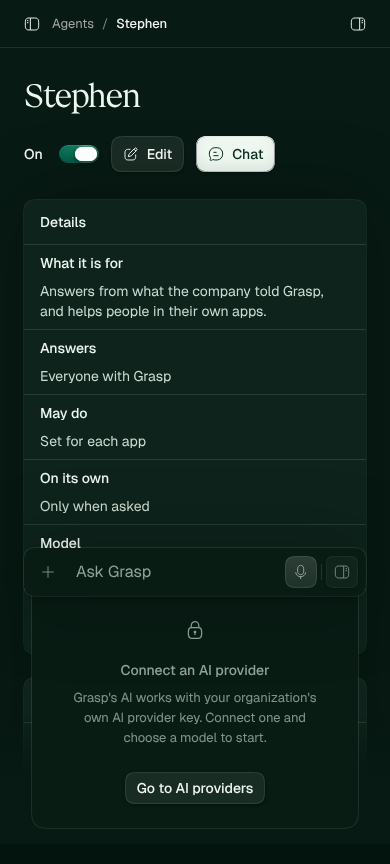 Agents / Stephen
Stephen
On
Edit
Chat
Details
What it is for
Answers from what the company told Grasp,
and helps people in their own apps.
Answers
Everyone with Grasp
May do
Set for each app
On its own
Only when asked
Model
Ask Grasp
Connect an AI provider
Grasp's AI works with your organization's
own AI provider key. Connect one and
choose a model to start.
Go to AI providers